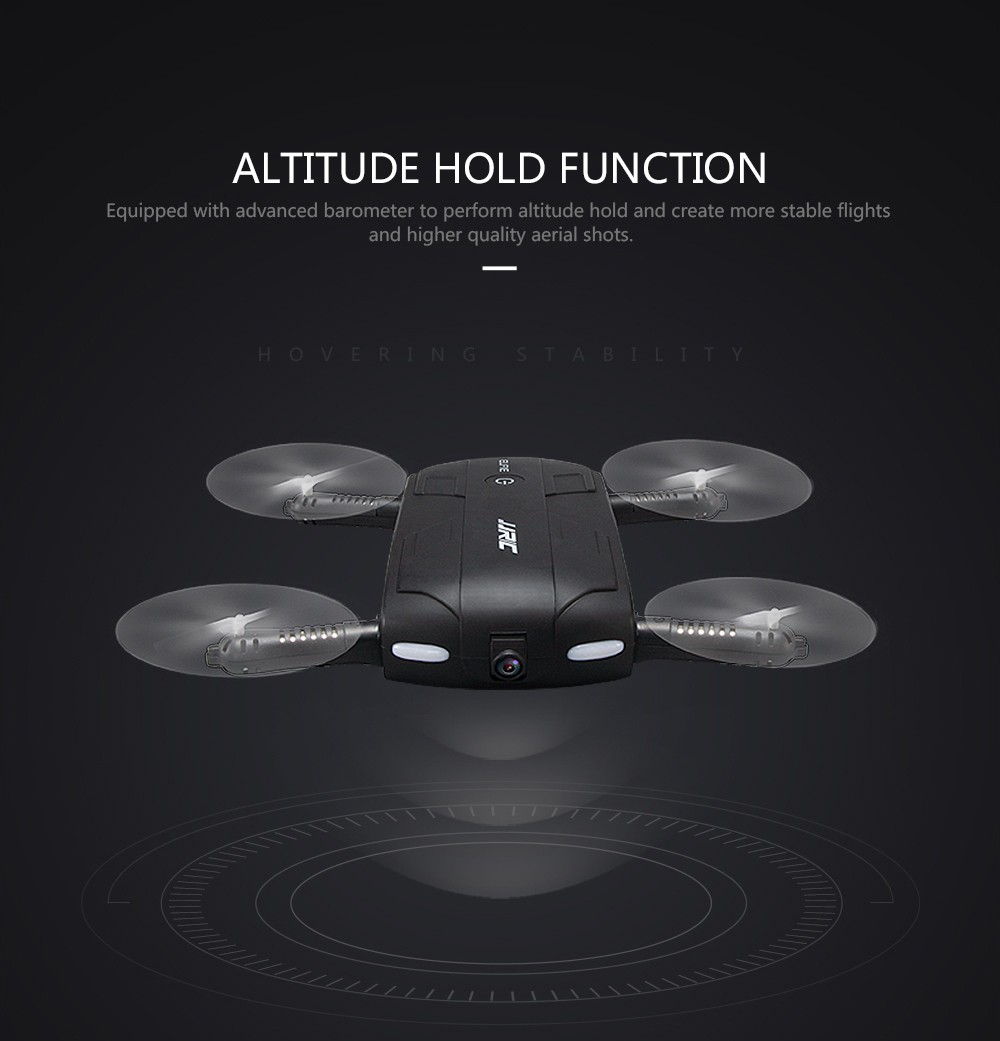 ALTITUDE HOLD FUNCTION
Equipped with advanced barometer to perform altitude hold and create more stable flights
and higher quality aerial shots.
HOVERING STABILITY
ELFIE
JJRC